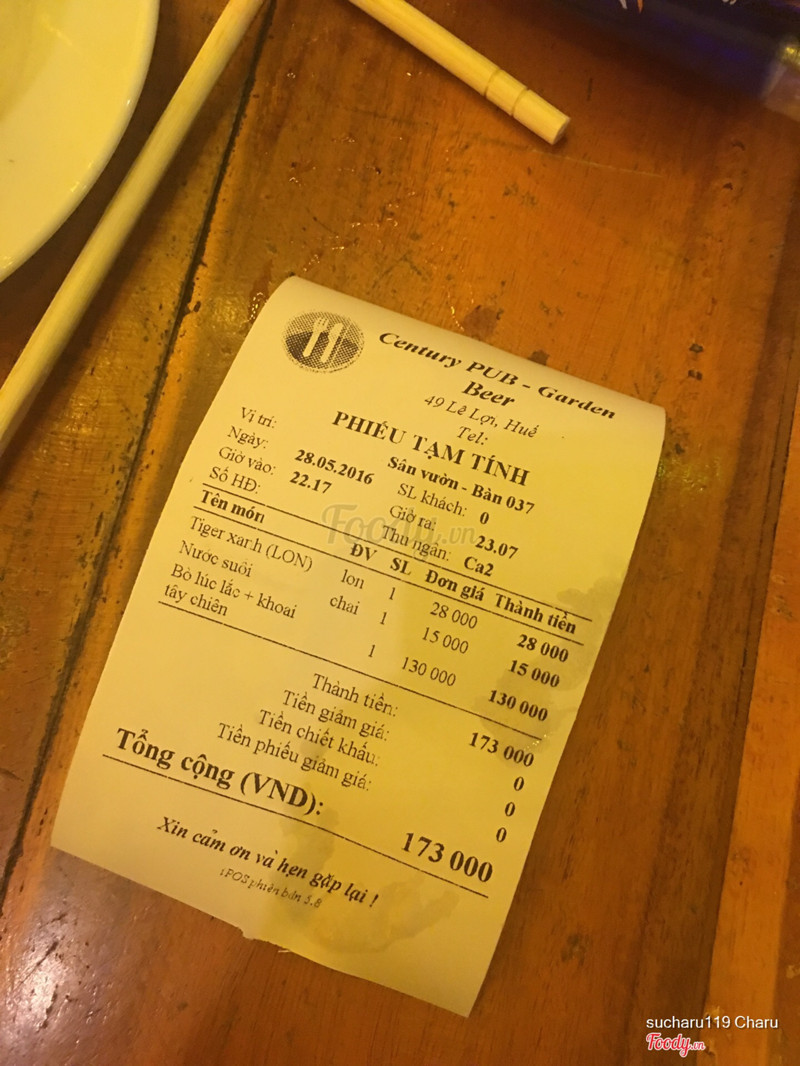 Century PUB - Garden
Beer
49 Lê Lợi, Huế
Tel:
PHIẾU TẠM TÍNH
Vị trí: Sân vườn - Bàn 037
Ngày: 28.05.2016 SL khách: 0
Giờ vào: 22.17 Giờ ra: 23.07
Số HĐ: Thu ngân: Ca2
Tên món ĐV SL Đơn giá Thành tiền
Tiger xanh (LON) lon 1 28 000 28 000
Nước suối chai 1 15 000 15 000
Bò lúc lắc + khoai
tây chiên 1 130 000 130 000
Thành tiền: 173 000
Tiền giảm giá: 0
Tiền chiết khấu: 0
Tiền phiếu giảm giá: 0
Tổng cộng (VND): 173 000
Xin cảm ơn và hẹn gặp lại !
iPOS phiên bản 5.8
Foody.vn
sucharu119 Charu
Foody.vn